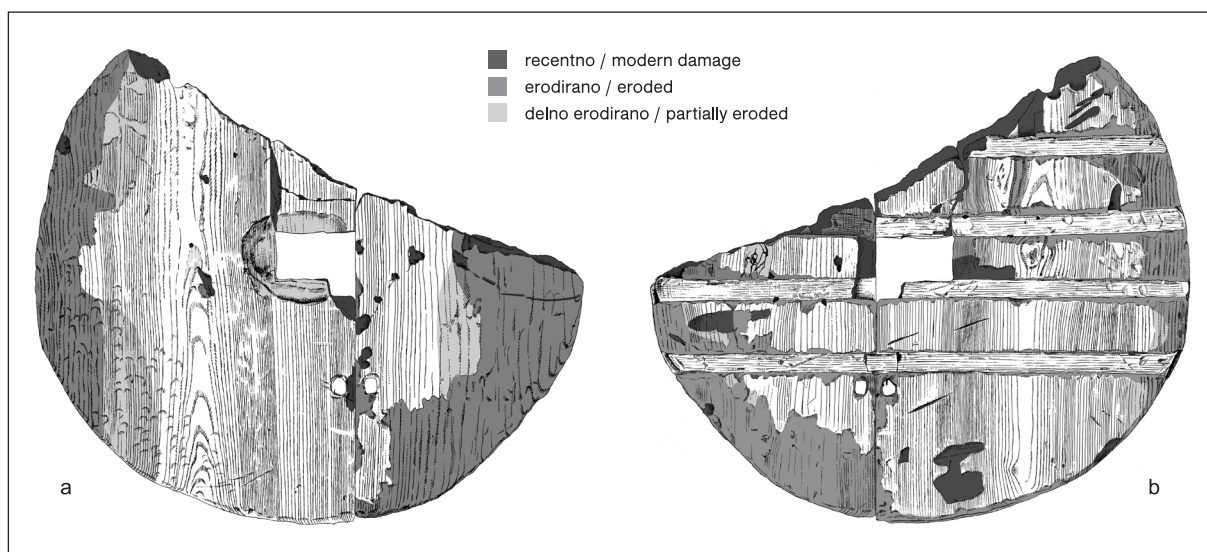 recentno / modern damage
erodirano / eroded
delno erodirano / partially eroded
a
b